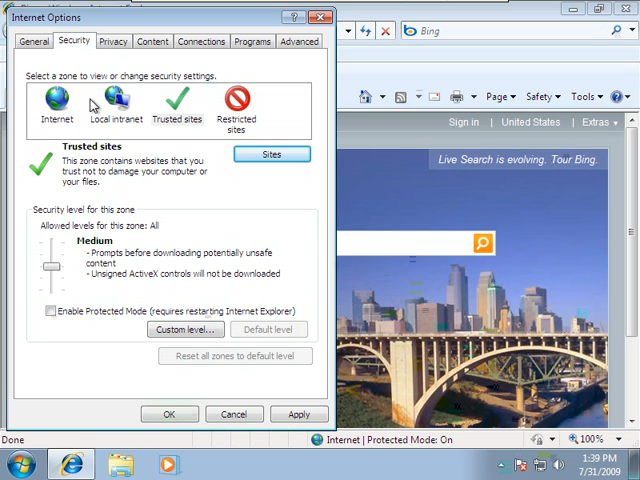 Internet Options
General
Security
Privacy
Content
Connections
Programs
Advanced
Select a zone to view or change security settings.
Internet
Local intranet
Trusted sites
Restricted
sites
Trusted sites
This zone contains websites that you
trust not to damage your computer or
your files.
Sites
Security level for this zone
Allowed levels for this zone: All
Medium
- Prompts before downloading potentially unsafe
content
- Unsigned ActiveX controls will not be downloaded
Enable Protected Mode (requires restarting Internet Explorer)
Custom level...
Default level
Reset all zones to default level
OK
Cancel
Apply
Bing
Page
Safety
Tools
Sign in
United States
Extras
Live Search is evolving. Tour Bing.
Done
Internet | Protected Mode: On
100%
1:39 PM
7/31/2009